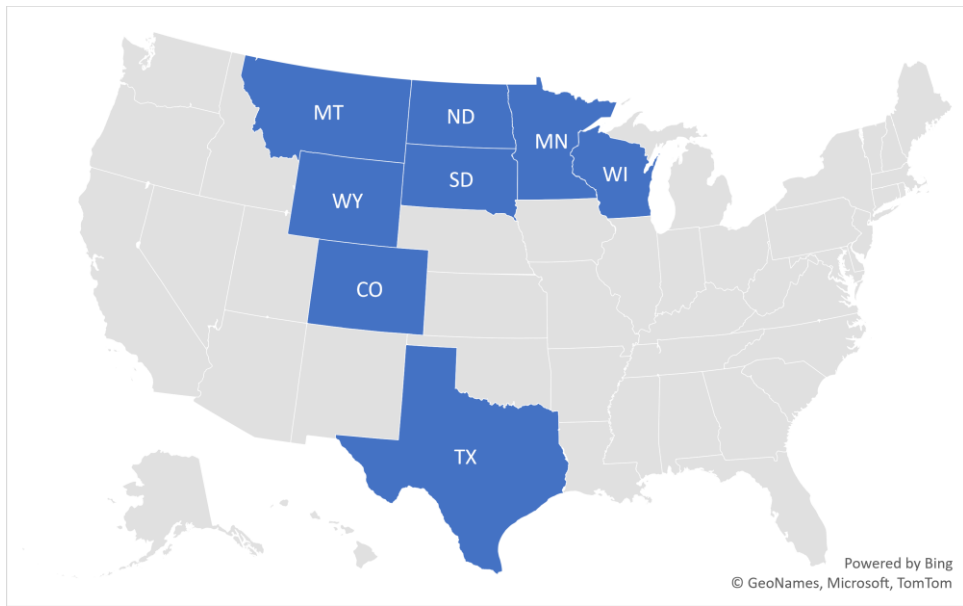 MT
ND
MN
SD
WI
WY
CO
TX
Powered by Bing
© GeoNames, Microsoft, TomTom